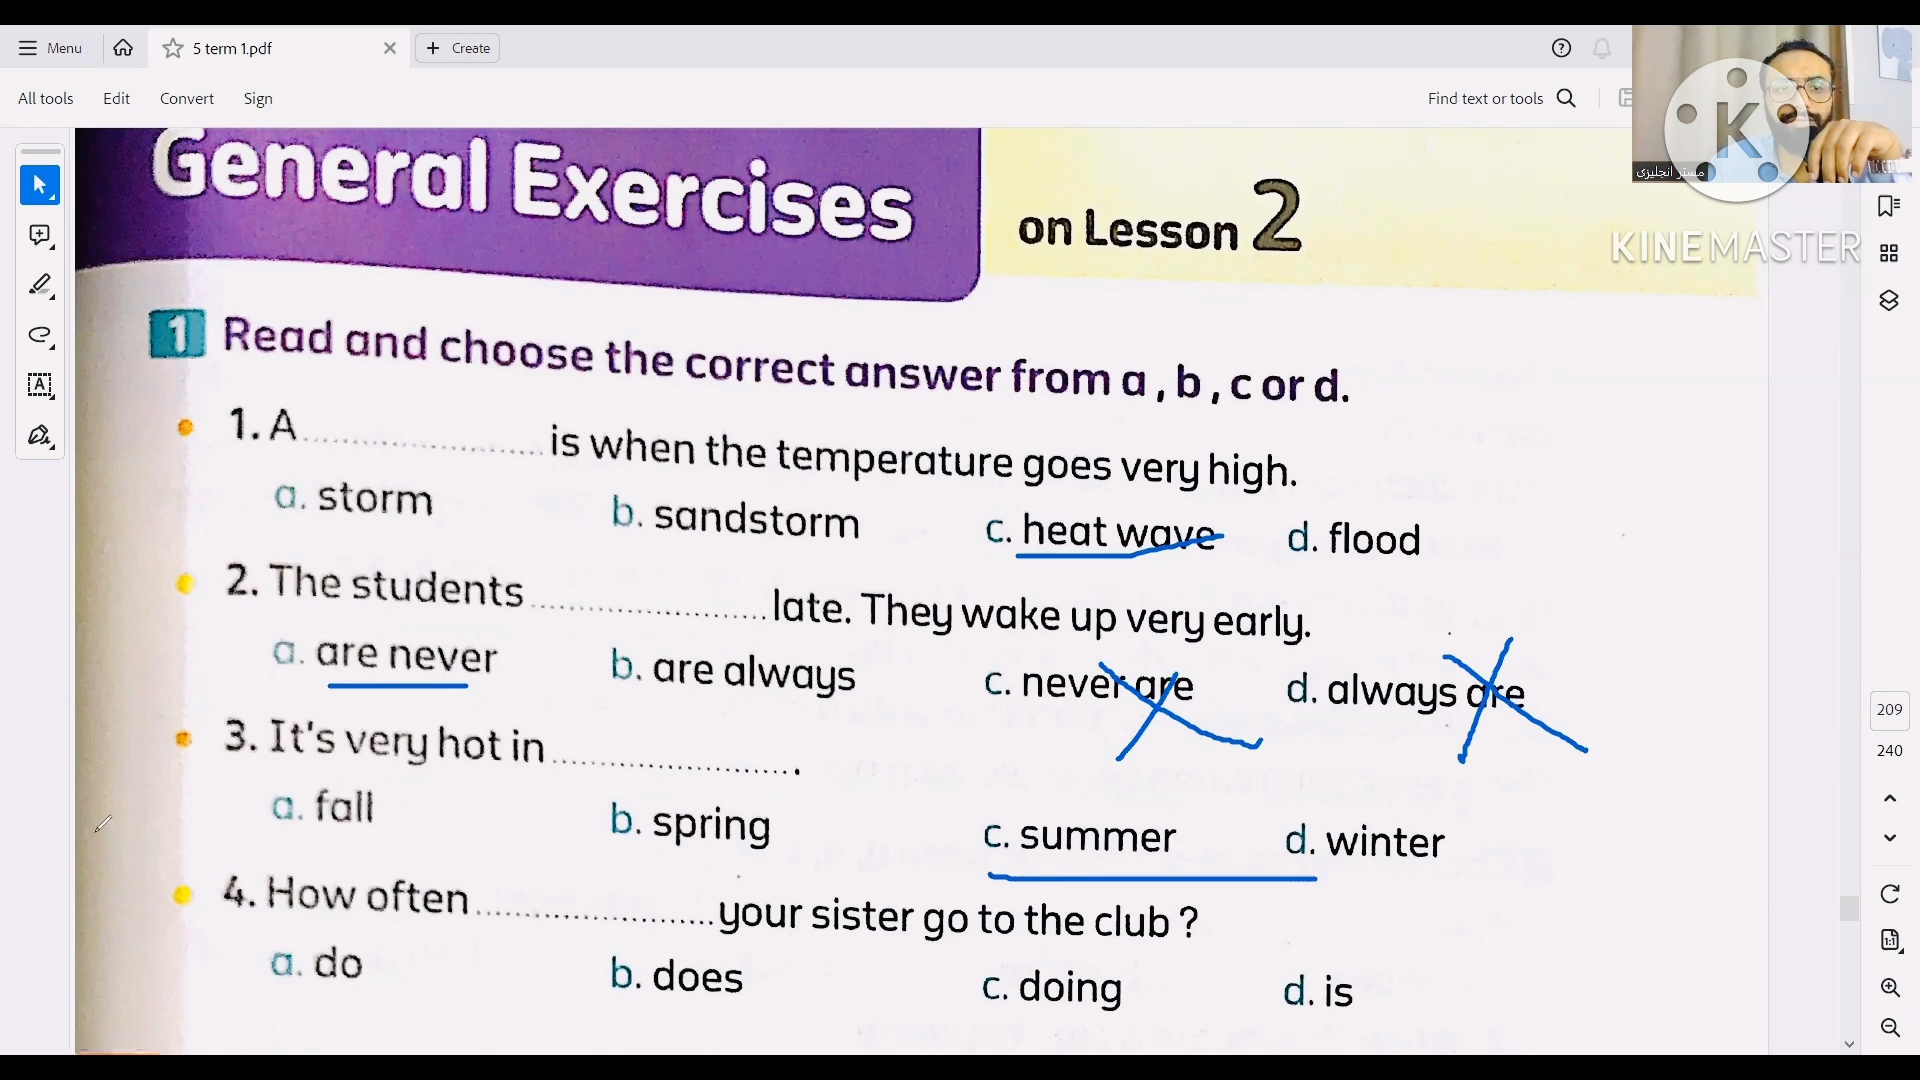 Menu
5 term 1.pdf
Create
All tools
Edit
Convert
Sign
Find text or tools
مستر انجليزى
K
KINEMASTER
General Exercises
on Lesson 2
1 Read and choose the correct answer from a , b , c or d.
1. A .................... is when the temperature goes very high.
a. storm b. sandstorm c. heat wave d. flood
2. The students .................... late. They wake up very early.
a. are never b. are always c. never are d. always are
3. It's very hot in .................... .
a. fall b. spring c. summer d. winter
4. How often .................... your sister go to the club ?
a. do b. does c. doing d. is
209
240